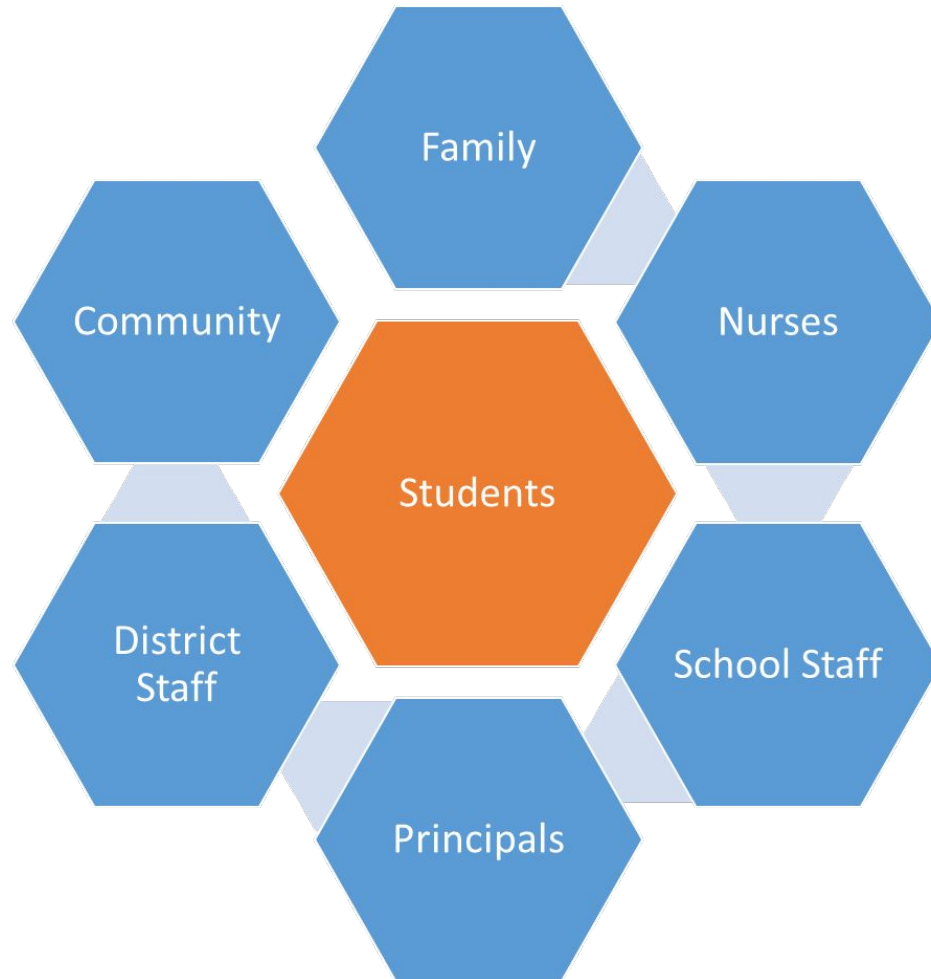 Family
Community
Nurses
Students
District
Staff
School Staff
Principals